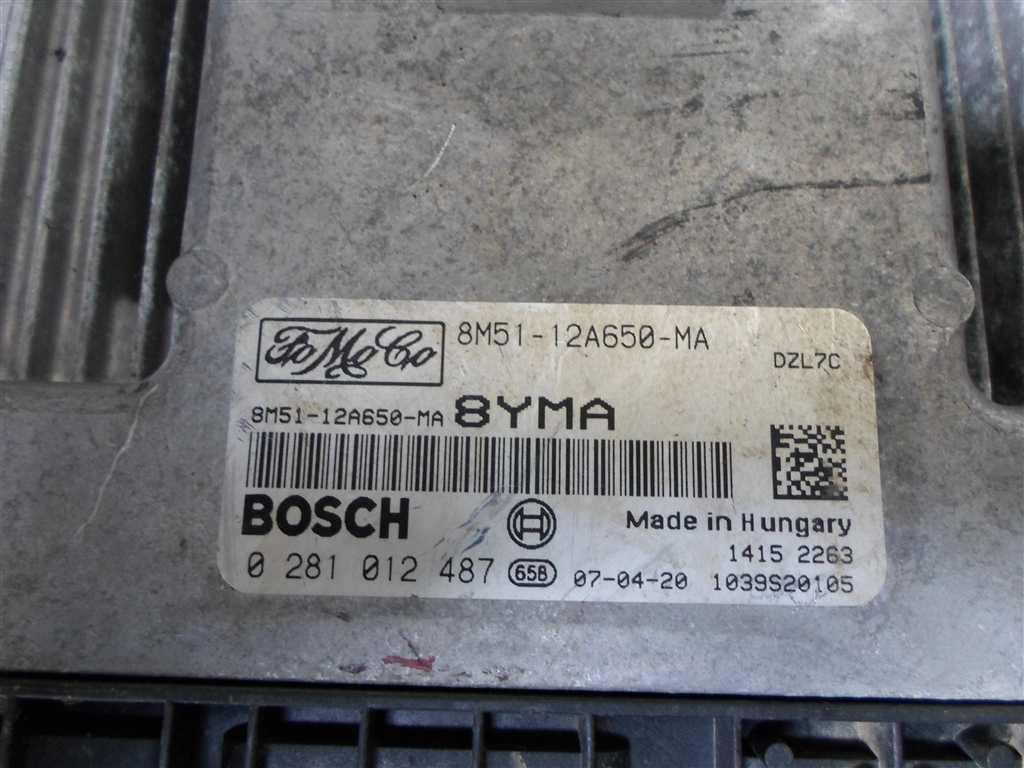 FoMoCo 8M51-12A650-MA
DZL7C
8M51-12A650-MA 8YMA
BOSCH
Made in Hungary
1415 2263
0 281 012 487 658 07-04-20 1039S20105